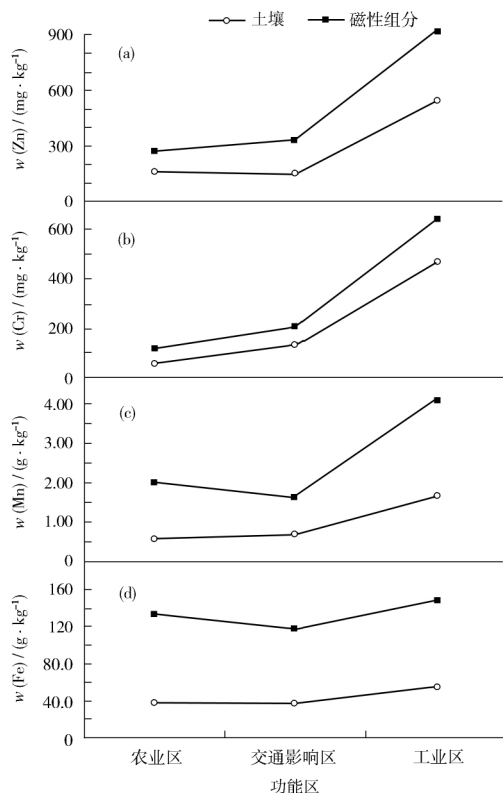 土壤 磁性组分
(a)
900
600
300
0
w (Zn) / (mg · kg⁻¹)
(b)
600
400
200
0
w (Cr) / (mg · kg⁻¹)
(c)
4.00
3.00
2.00
1.00
0
w (Mn) / (g · kg⁻¹)
(d)
160
120
80.0
40.0
0
w (Fe) / (g · kg⁻¹)
农业区 交通影响区 工业区
功能区